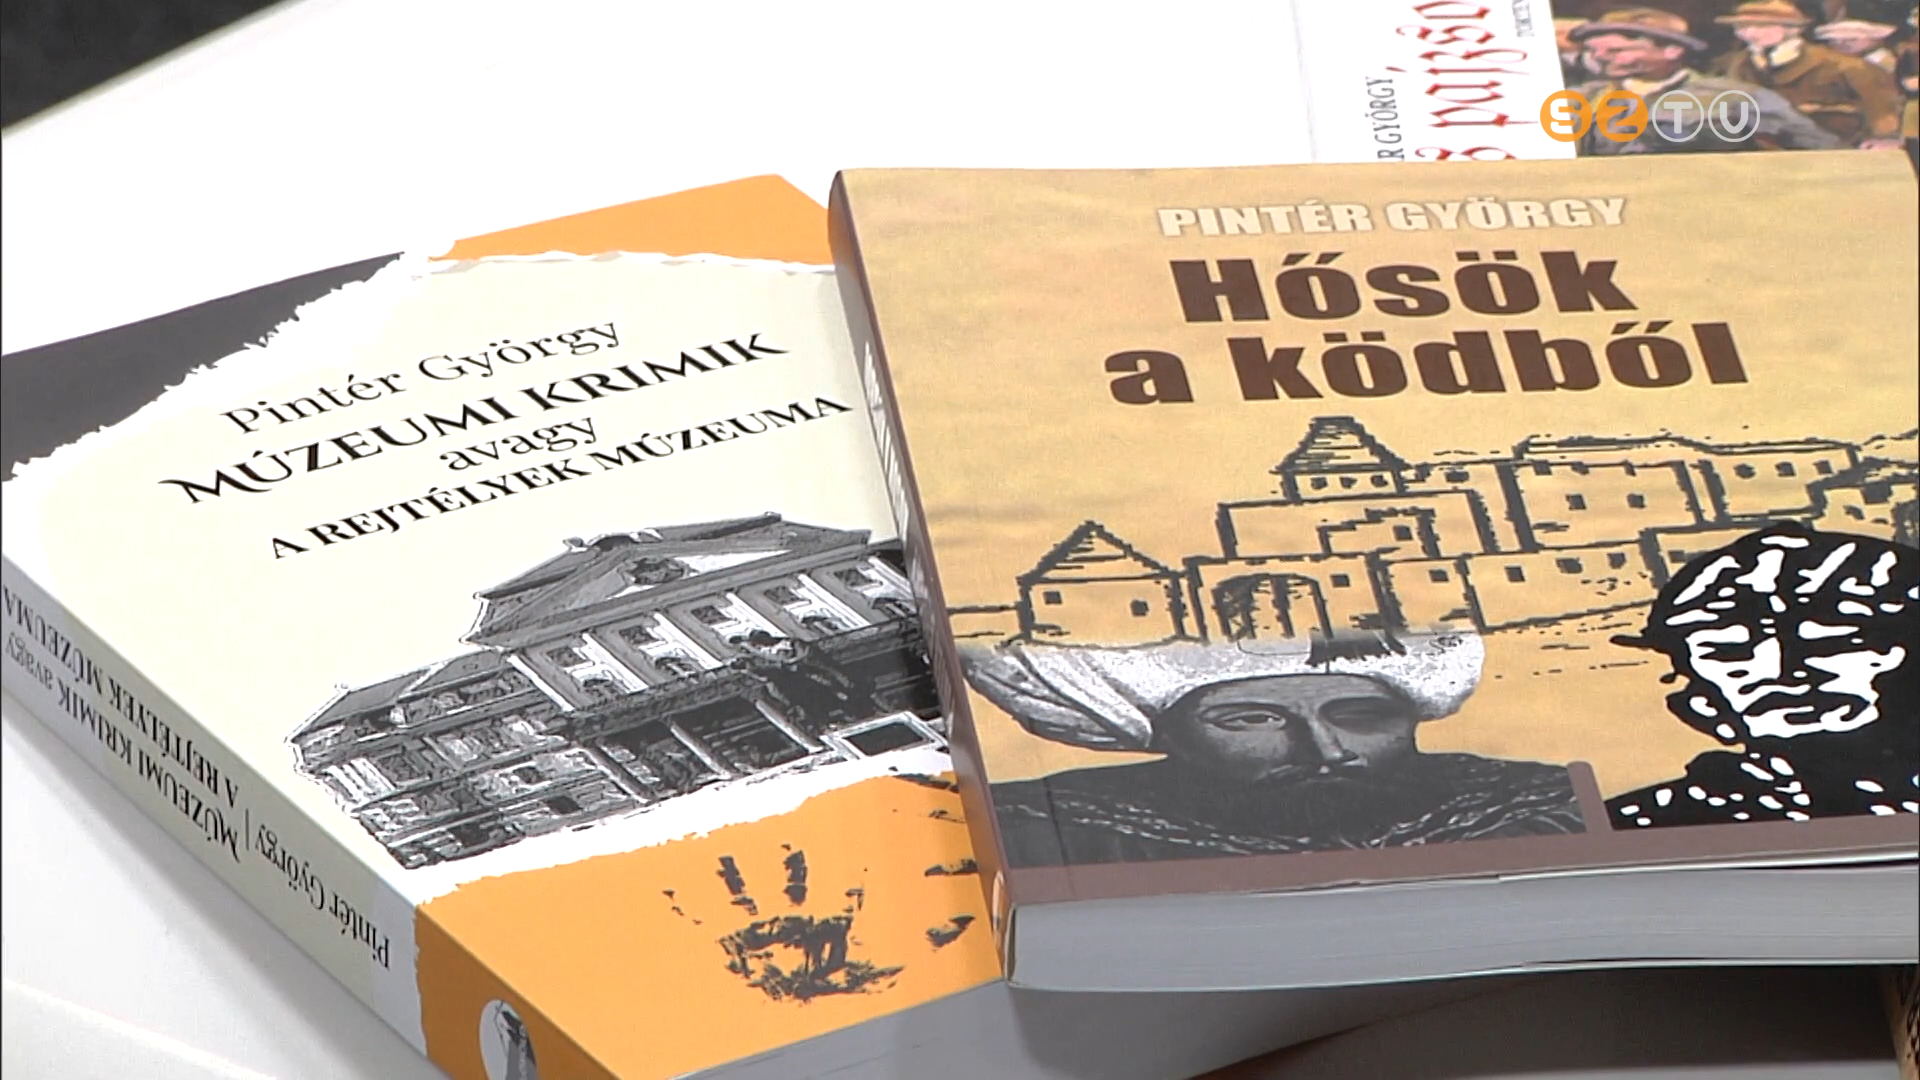 SZTV
R GYÖRGY
Pintér György
MÚZEUMI KRIMIK
avagy
A REJTÉLYEK MÚZEUMA
PINTÉR GYÖRGY
Hősök
a ködből
Pintér György | MÚZEUMI KRIMIK avagy
A REJTÉLYEK MÚZEUMA